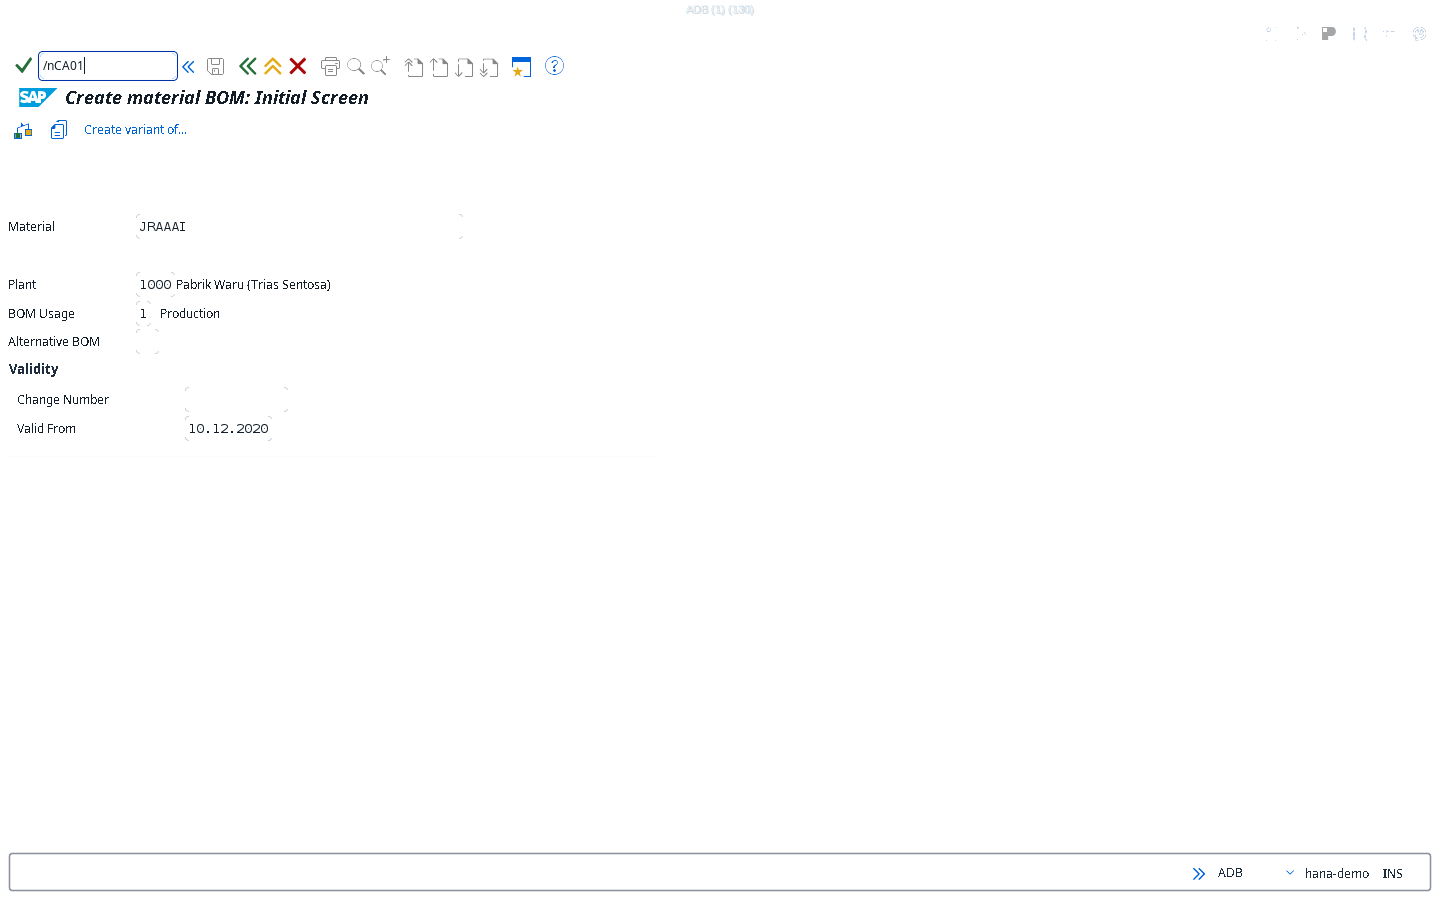 ADB (1) (130)
/nCA01
SAP Create material BOM: Initial Screen
Create variant of...
Material JRAAAI
Plant 1000 Pabrik Waru (Trias Sentosa)
BOM Usage 1 Production
Alternative BOM
Validity
Change Number
Valid From 10.12.2020
ADB hana-demo INS